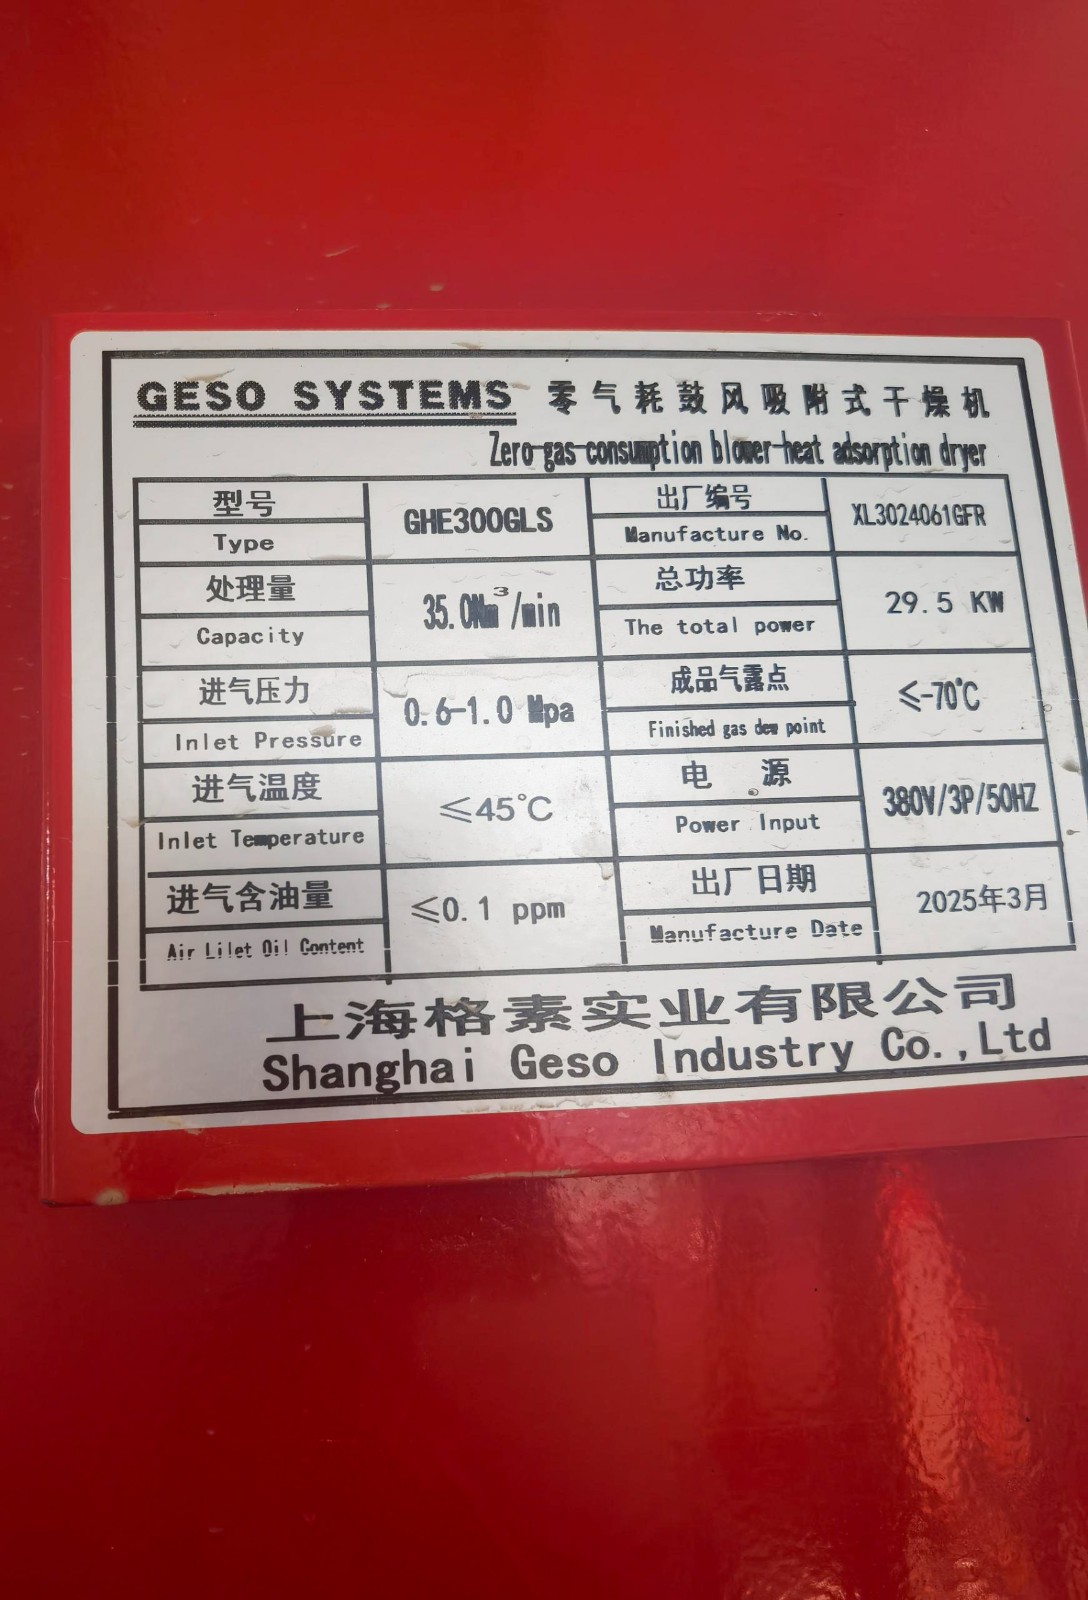 GESO SYSTEMS 零气耗鼓风吸附式干燥机
Zero-gas-consumption blower-heat adsorption dryer
型号
Type
GHE300GLS
出厂编号
Manufacture No.
XL3024061GFR
处理量
Capacity
35.0Nm³/min
总功率
The total power
29.5 KW
进气压力
Inlet Pressure
0.6-1.0 Mpa
成品气露点
Finished gas dew point
≤-70℃
进气温度
Inlet Temperature
≤45℃
电 源
Power Input
380V/3P/50HZ
进气含油量
Air Lilet Oil Content
≤0.1 ppm
出厂日期
Manufacture Date
2025年3月
上海格素实业有限公司
Shanghai Geso Industry Co.,Ltd